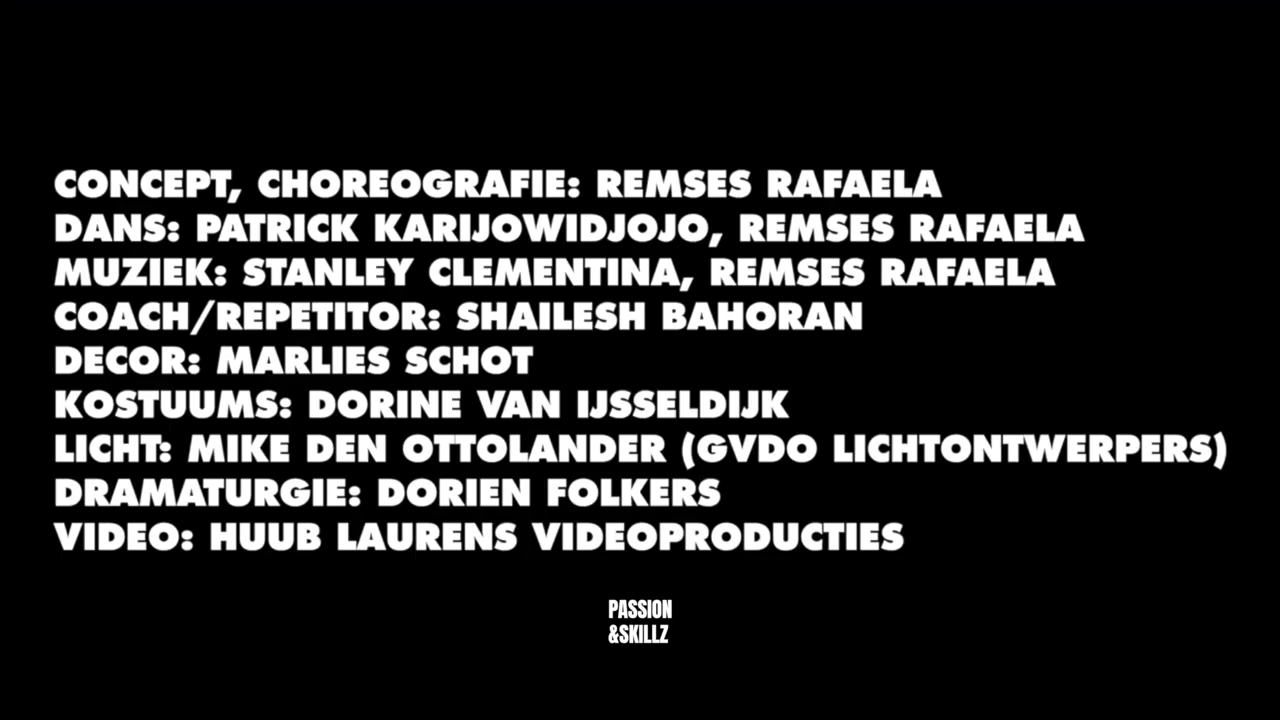 CONCEPT, CHOREOGRAFIE: REMSES RAFAELA
DANS: PATRICK KARIJOWIDJOJO, REMSES RAFAELA
MUZIEK: STANLEY CLEMENTINA, REMSES RAFAELA
COACH/REPETITOR: SHAILESH BAHORAN
DECOR: MARLIES SCHOT
KOSTUUMS: DORINE VAN IJSSELDIJK
LICHT: MIKE DEN OTTOLANDER (GVDO LICHTONTWERPERS)
DRAMATURGIE: DORIEN FOLKERS
VIDEO: HUUB LAURENS VIDEOPRODUCTIES
PASSION
&SKILLZ